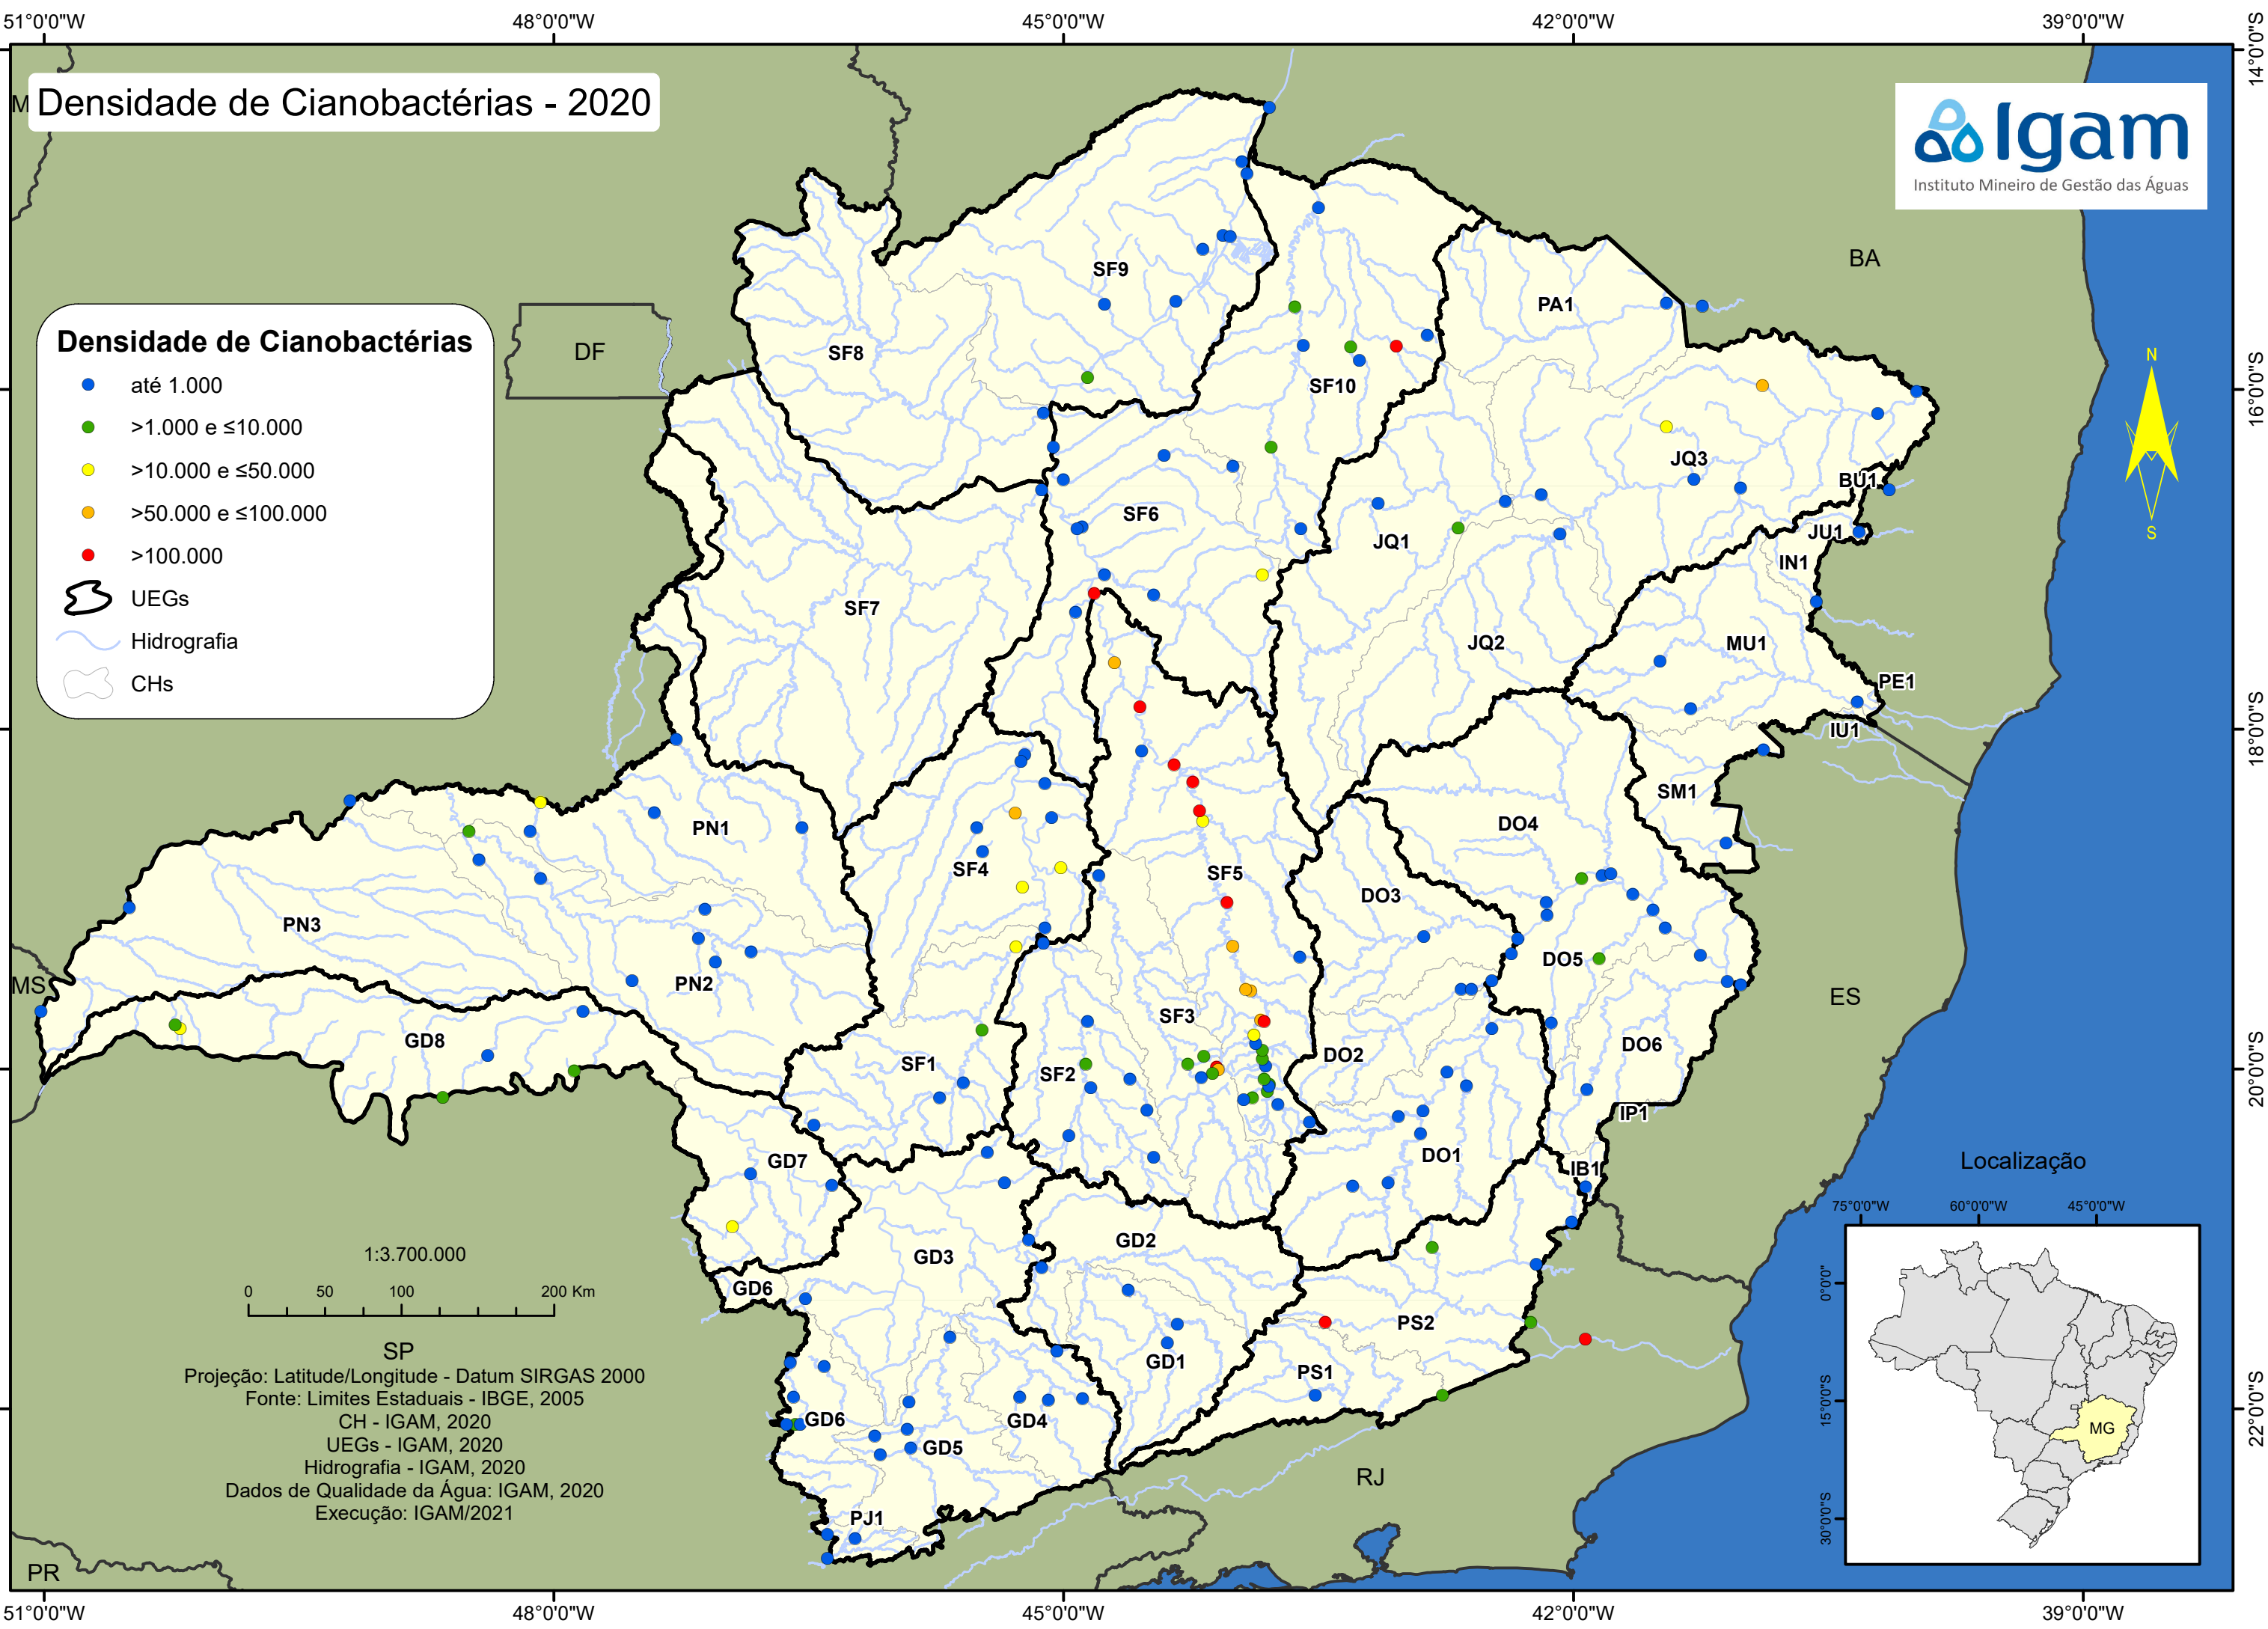 51°0'0"W 48°0'0"W 45°0'0"W 42°0'0"W 39°0'0"W
14°0'0"S
16°0'0"S
18°0'0"S
20°0'0"S
22°0'0"S
M
Densidade de Cianobactérias - 2020
Igam
Instituto Mineiro de Gestão das Águas
Densidade de Cianobactérias
até 1.000
>1.000 e ≤10.000
>10.000 e ≤50.000
>50.000 e ≤100.000
>100.000
UEGs
Hidrografia
CHs
DF
BA
N
S
SF9
PA1
SF8
SF10
JQ3
BU1
SF6
JU1
JQ1
IN1
SF7
JQ2
MU1
PE1
IU1
SM1
PN1
DO4
SF4
SF5
DO3
PN3
DO5
PN2
MS
ES
SF3
GD8
DO6
DO2
SF1
SF2
IP1
GD7
DO1
IB1
GD2
GD3
GD6
PS2
GD1
PS1
GD6
GD4
GD5
RJ
PJ1
PR
1:3.700.000
0 50 100 200 Km
SP
Projeção: Latitude/Longitude - Datum SIRGAS 2000
Fonte: Limites Estaduais - IBGE, 2005
CH - IGAM, 2020
UEGs - IGAM, 2020
Hidrografia - IGAM, 2020
Dados de Qualidade da Água: IGAM, 2020
Execução: IGAM/2021
Localização
75°0'0"W 60°0'0"W 45°0'0"W
0°0'0"
15°0'0"S
30°0'0"S
MG
51°0'0"W 48°0'0"W 45°0'0"W 42°0'0"W 39°0'0"W